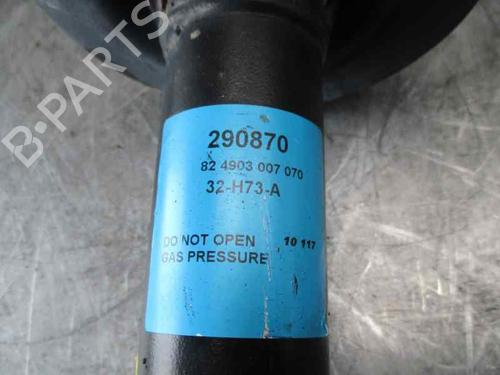 B-PARTS
290870
82 4903 007 070
32-H73-A
DO NOT OPEN 10 117
GAS PRESSURE